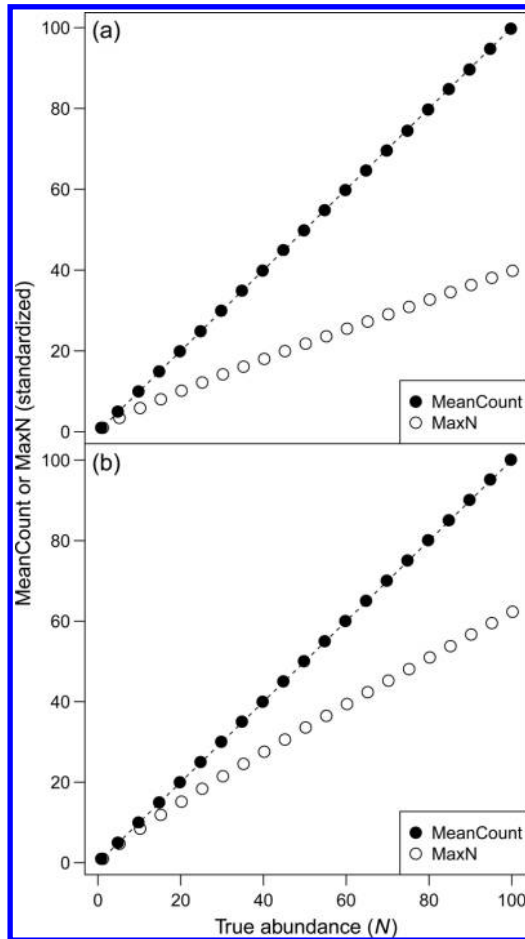 (a)
100
80
60
40
20
0
MeanCount
MaxN
(b)
100
80
60
40
20
0
MeanCount
MaxN
0 20 40 60 80 100
True abundance (N)
MeanCount or MaxN (standardized)